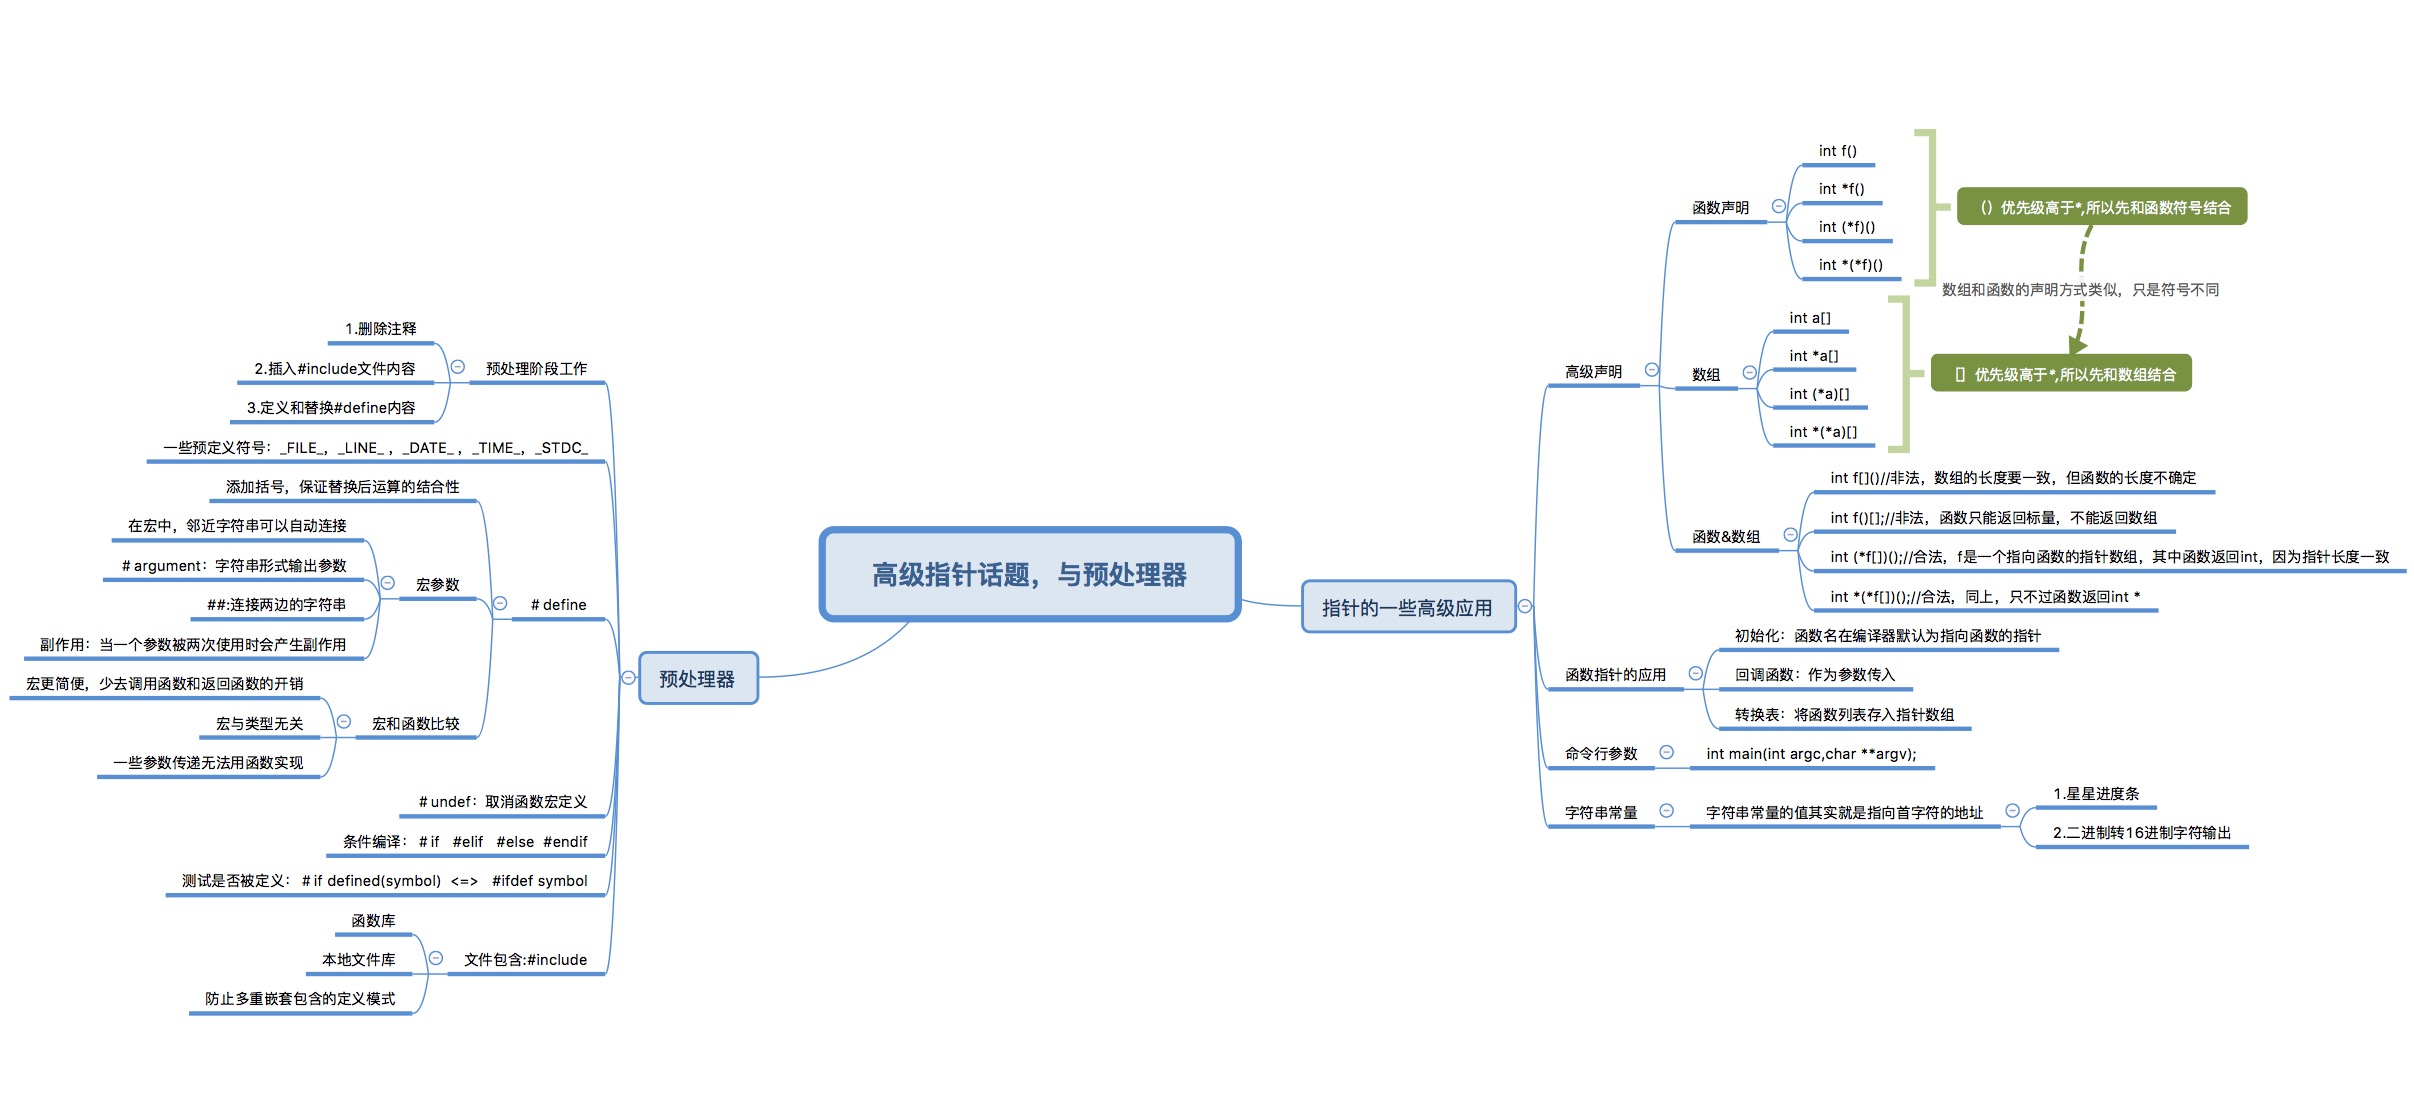 高级指针话题，与预处理器
预处理器
预处理阶段工作
1.删除注释
2.插入#include文件内容
3.定义和替换#define内容
一些预定义符号：_FILE_，_LINE_ ，_DATE_ ，_TIME_，_STDC_
# define
添加括号，保证替换后运算的结合性
宏参数
在宏中，邻近字符串可以自动连接
# argument：字符串形式输出参数
##:连接两边的字符串
副作用：当一个参数被两次使用时会产生副作用
宏和函数比较
宏更简便，少去调用函数和返回函数的开销
宏与类型无关
一些参数传递无法用函数实现
# undef：取消函数宏定义
条件编译： # if #elif #else #endif
测试是否被定义： # if defined(symbol) <=> #ifdef symbol
文件包含:#include
函数库
本地文件库
防止多重嵌套包含的定义模式
指针的一些高级应用
高级声明
函数声明
int f()
int *f()
int (*f)()
int *(*f)()
（）优先级高于*,所以先和函数符号结合
数组和函数的声明方式类似，只是符号不同
数组
int a[]
int *a[]
int (*a)[]
int *(*a)[]
[] 优先级高于*,所以先和数组结合
函数&数组
int f[]()//非法，数组的长度要一致，但函数的长度不确定
int f()[];//非法，函数只能返回标量，不能返回数组
int (*f[])();//合法，f是一个指向函数的指针数组，其中函数返回int，因为指针长度一致
int *(*f[])();//合法，同上，只不过函数返回int *
函数指针的应用
初始化：函数名在编译器默认为指向函数的指针
回调函数：作为参数传入
转换表：将函数列表存入指针数组
命令行参数
int main(int argc,char **argv);
字符串常量
字符串常量的值其实就是指向首字符的地址
1.星星进度条
2.二进制转16进制字符输出